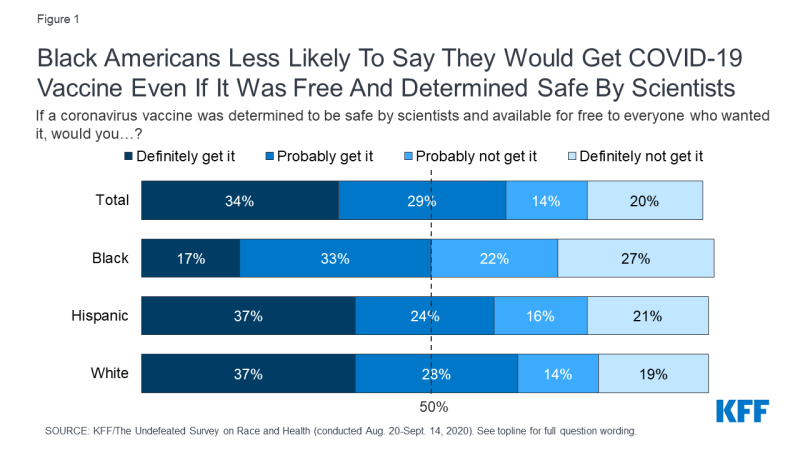 Figure 1
Black Americans Less Likely To Say They Would Get COVID-19
Vaccine Even If It Was Free And Determined Safe By Scientists
If a coronavirus vaccine was determined to be safe by scientists and available for free to everyone who wanted
it, would you…?
Definitely get it Probably get it Probably not get it Definitely not get it
Total 34% 29% 14% 20%
Black 17% 33% 22% 27%
Hispanic 37% 24% 16% 21%
White 37% 28% 14% 19%
50%
KFF
SOURCE: KFF/The Undefeated Survey on Race and Health (conducted Aug. 20-Sept. 14, 2020). See topline for full question wording.